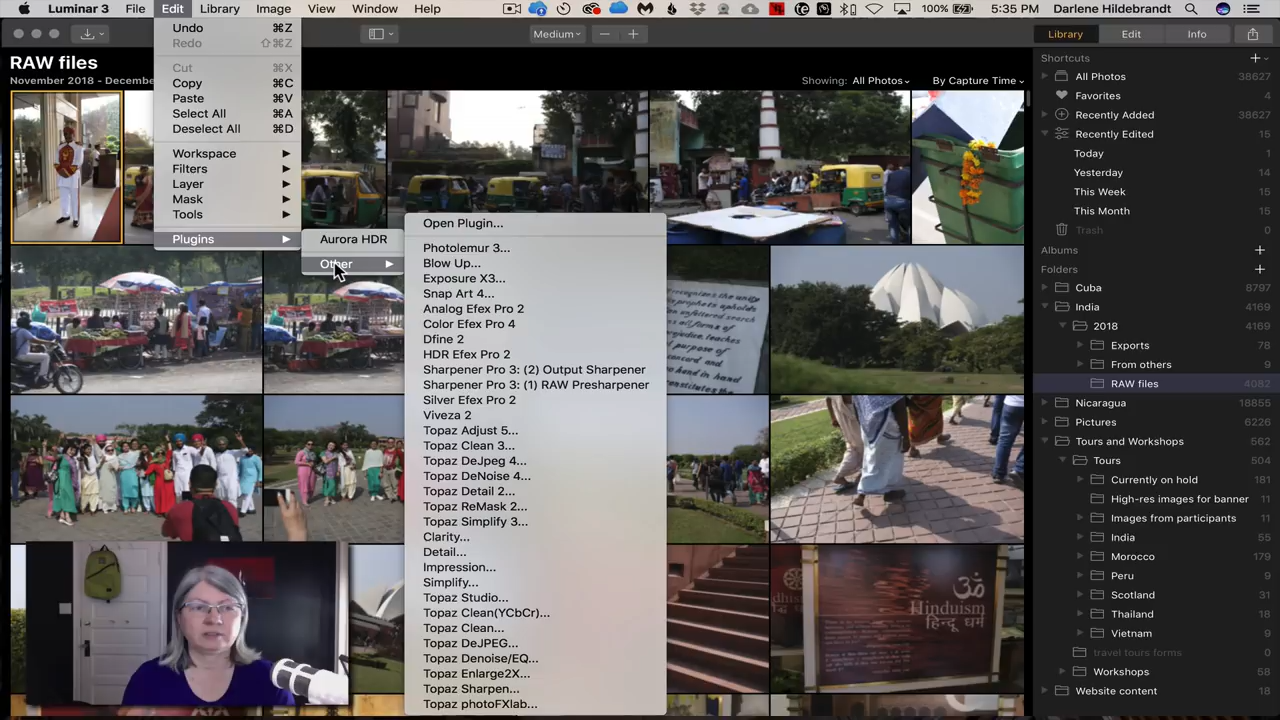 Luminar 3 File Edit Library Image View Window Help 100% 5:35 PM Darlene Hildebrandt
Medium
Library Edit Info
RAW files
November 2018 - Decembe
Showing: All Photos By Capture Time
Undo ⌘Z
Redo ⇧⌘Z
Cut ⌘X
Copy ⌘C
Paste ⌘V
Select All ⌘A
Deselect All ⌘D
Workspace
Filters
Layer
Mask
Tools
Plugins
Aurora HDR
Other
Open Plugin...
Photolemur 3...
Blow Up...
Exposure X3...
Snap Art 4...
Analog Efex Pro 2
Color Efex Pro 4
Dfine 2
HDR Efex Pro 2
Sharpener Pro 3: (2) Output Sharpener
Sharpener Pro 3: (1) RAW Presharpener
Silver Efex Pro 2
Viveza 2
Topaz Adjust 5...
Topaz Clean 3...
Topaz DeJpeg 4...
Topaz DeNoise 4...
Topaz Detail 2...
Topaz ReMask 2...
Topaz Simplify 3...
Clarity...
Detail...
Impression...
Simplify...
Topaz Studio...
Topaz Clean(YCbCr)...
Topaz Clean...
Topaz DeJPEG...
Topaz Denoise/EQ...
Topaz Enlarge2X...
Topaz Sharpen...
Topaz photoFXlab...
Hinduism
हिन्दू धर्म
Shortcuts
All Photos 38627
Favorites 4
Recently Added 38627
Recently Edited 15
Today 1
Yesterday 14
This Week 15
This Month 15
Trash 0
Albums
Folders
Cuba 8797
India 4169
2018 4169
Exports 78
From others 9
RAW files 4082
Nicaragua 18855
Pictures 6226
Tours and Workshops 562
Tours 504
Currently on hold 181
High-res images for banner 11
Images from participants 11
India 55
Morocco 12
Peru 9
Scotland 31
Thailand 8
Vietnam 9
travel tours forms 0
Workshops 58
Website content 18